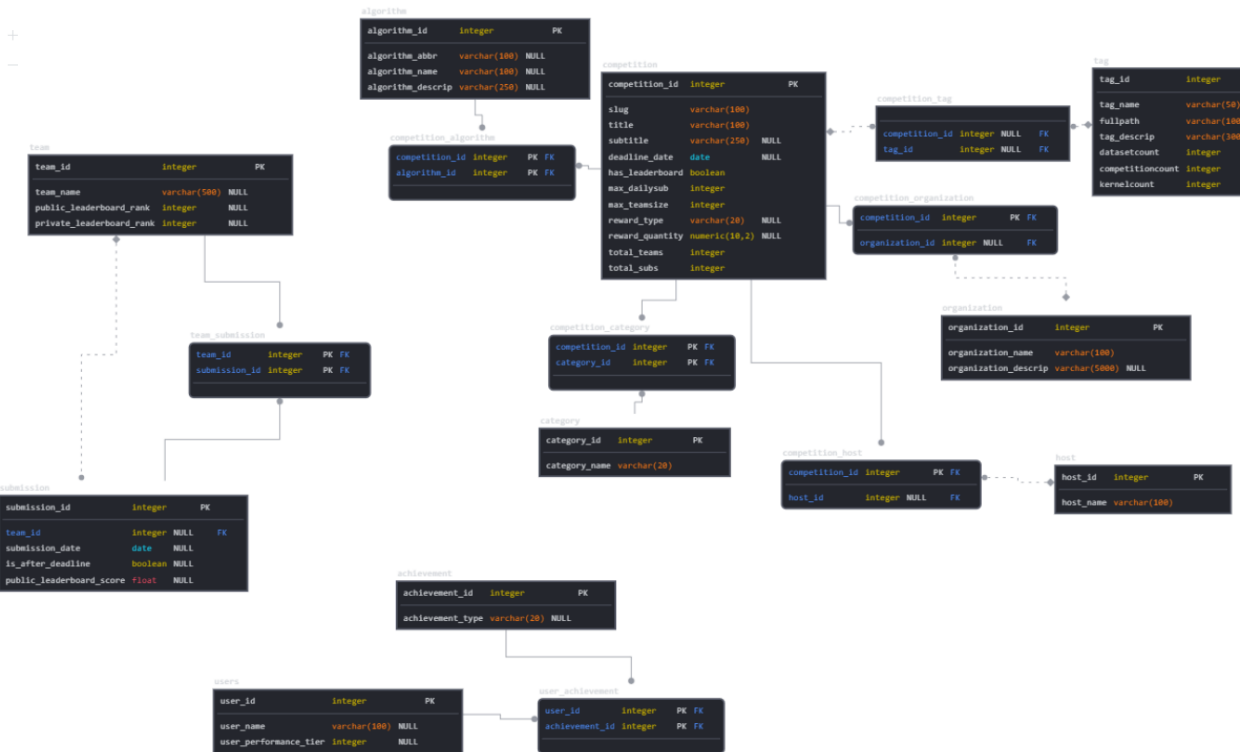 algorithm
algorithm_id integer PK
algorithm_abbr varchar(100) NULL
algorithm_name varchar(100) NULL
algorithm_descrip varchar(250) NULL
competition
competition_id integer PK
slug varchar(100)
title varchar(100)
subtitle varchar(250) NULL
deadline_date date NULL
has_leaderboard boolean
max_dailysub integer
max_teamsize integer
reward_type varchar(20) NULL
reward_quantity numeric(10,2) NULL
total_teams integer
total_subs integer
tag
tag_id integer
tag_name varchar(50)
fullpath varchar(100
tag_descrip varchar(300
datasetcount integer
competitioncount integer
kernelcount integer
competition_tag
competition_id integer NULL FK
tag_id integer NULL FK
competition_algorithm
competition_id integer PK FK
algorithm_id integer PK FK
team
team_id integer PK
team_name varchar(500) NULL
public_leaderboard_rank integer NULL
private_leaderboard_rank integer NULL
competition_organization
competition_id integer PK FK
organization_id integer NULL FK
organization
organization_id integer PK
organization_name varchar(100)
organization_descrip varchar(5000) NULL
team_submission
team_id integer PK FK
submission_id integer PK FK
competition_category
competition_id integer PK FK
category_id integer PK FK
category
category_id integer PK
category_name varchar(20)
competition_host
competition_id integer PK FK
host_id integer NULL FK
host
host_id integer PK
host_name varchar(100)
submission
submission_id integer PK
team_id integer NULL FK
submission_date date NULL
is_after_deadline boolean NULL
public_leaderboard_score float NULL
achievement
achievement_id integer PK
achievement_type varchar(20) NULL
users
user_id integer PK
user_name varchar(100) NULL
user_performance_tier integer NULL
user_achievement
user_id integer PK FK
achievement_id integer PK FK